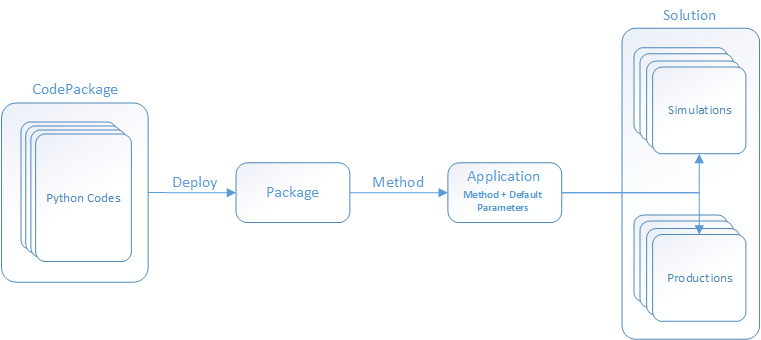 Solution
CodePackage
Simulations
Python Codes
Deploy
Package
Method
Application
Method + Default
Parameters
Productions